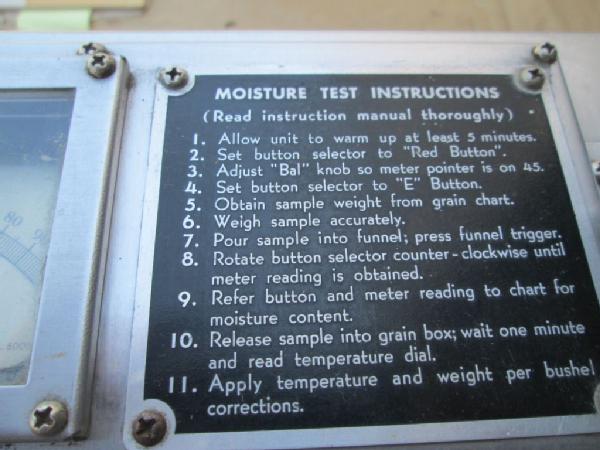 MOISTURE TEST INSTRUCTIONS
(Read instruction manual thoroughly)
1. Allow unit to warm up at least 5 minutes.
2. Set button selector to "Red Button".
3. Adjust "Bal" knob so meter pointer is on 45.
4. Set button selector to "E" Button.
5. Obtain sample weight from grain chart.
6. Weigh sample accurately.
7. Pour sample into funnel; press funnel trigger.
8. Rotate button selector counter-clockwise until
meter reading is obtained.
9. Refer button and meter reading to chart for
moisture content.
10. Release sample into grain box; wait one minute
and read temperature dial.
11. Apply temperature and weight per bushel
corrections.
80